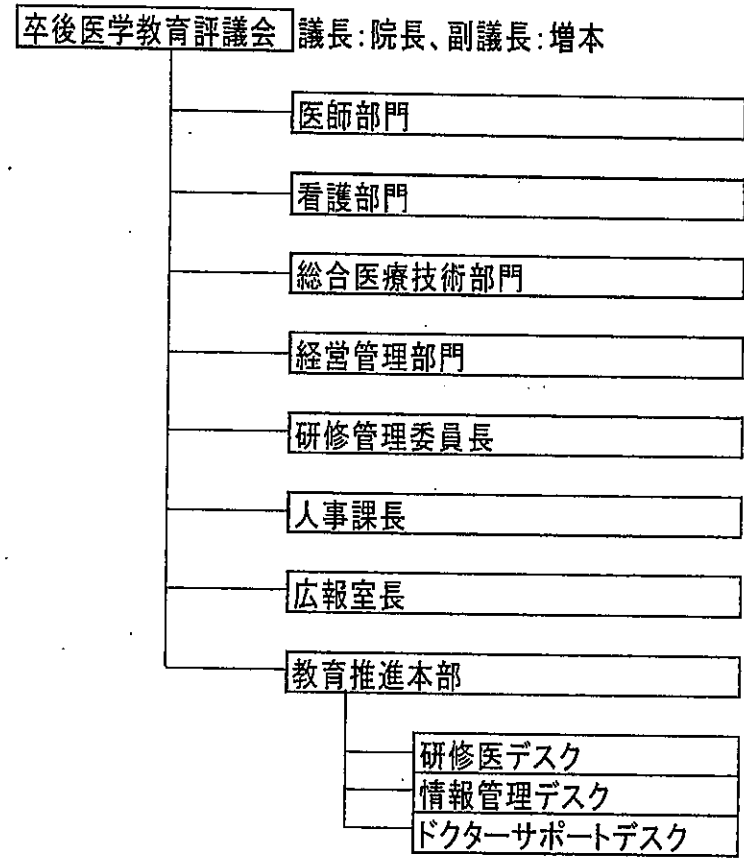 卒後医学教育評議会 議長:院長、副議長:増本
医師部門
看護部門
総合医療技術部門
経営管理部門
研修管理委員長
人事課長
広報室長
教育推進本部
研修医デスク
情報管理デスク
ドクターサポートデスク